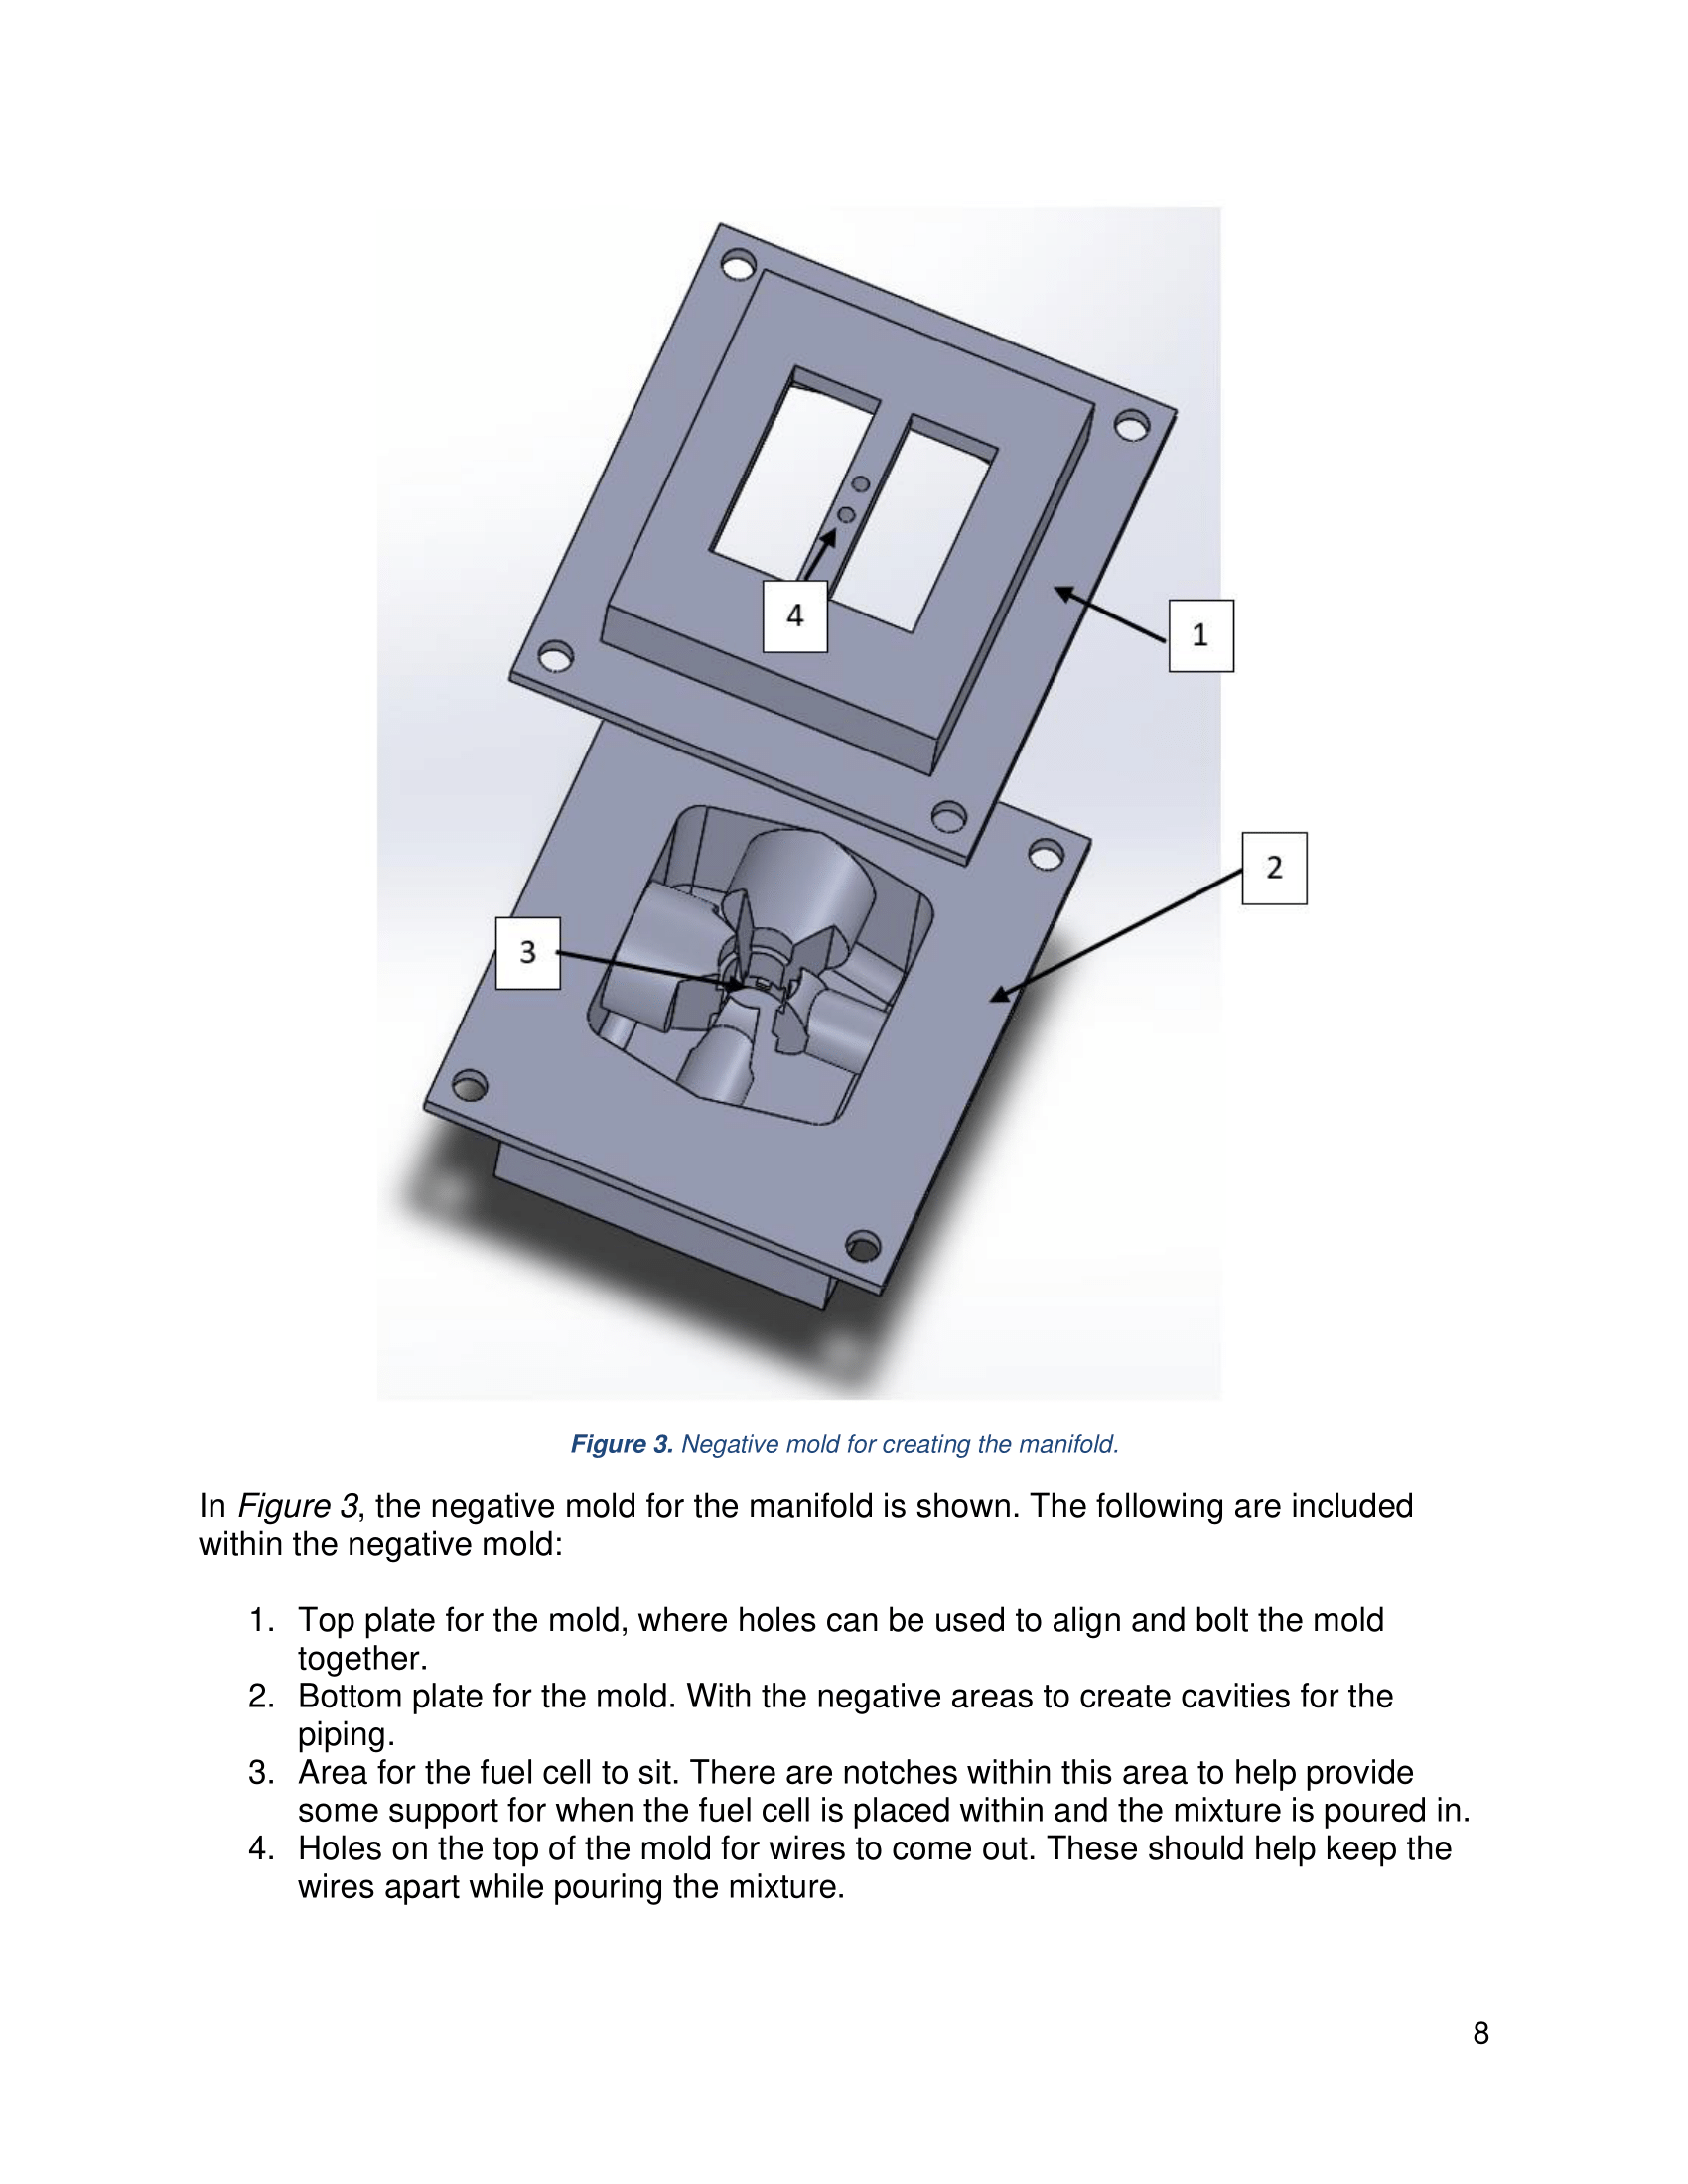 4
1
2
3
Figure 3. Negative mold for creating the manifold.
In Figure 3, the negative mold for the manifold is shown. The following are included
within the negative mold:
1. Top plate for the mold, where holes can be used to align and bolt the mold
together.
2. Bottom plate for the mold. With the negative areas to create cavities for the
piping.
3. Area for the fuel cell to sit. There are notches within this area to help provide
some support for when the fuel cell is placed within and the mixture is poured in.
4. Holes on the top of the mold for wires to come out. These should help keep the
wires apart while pouring the mixture.
8